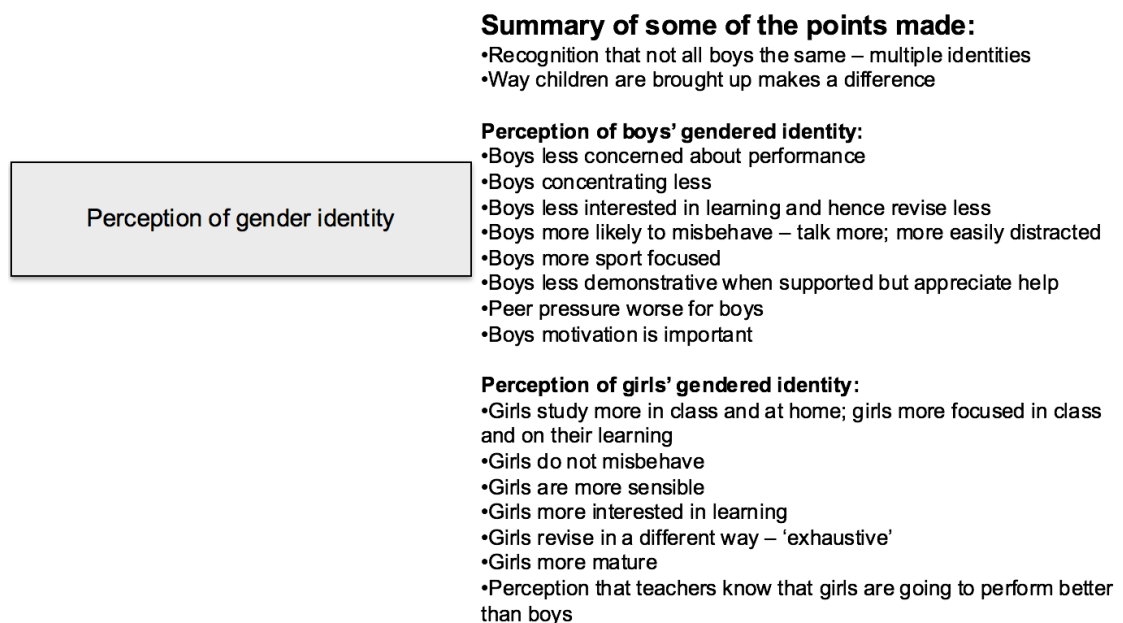 Summary of some of the points made:
•Recognition that not all boys the same – multiple identities
•Way children are brought up makes a difference
Perception of boys' gendered identity:
•Boys less concerned about performance
•Boys concentrating less
•Boys less interested in learning and hence revise less
•Boys more likely to misbehave – talk more; more easily distracted
•Boys more sport focused
•Boys less demonstrative when supported but appreciate help
•Peer pressure worse for boys
•Boys motivation is important
Perception of girls' gendered identity:
•Girls study more in class and at home; girls more focused in class
and on their learning
•Girls do not misbehave
•Girls are more sensible
•Girls more interested in learning
•Girls revise in a different way – ‘exhaustive’
•Girls more mature
•Perception that teachers know that girls are going to perform better
than boys
Perception of gender identity